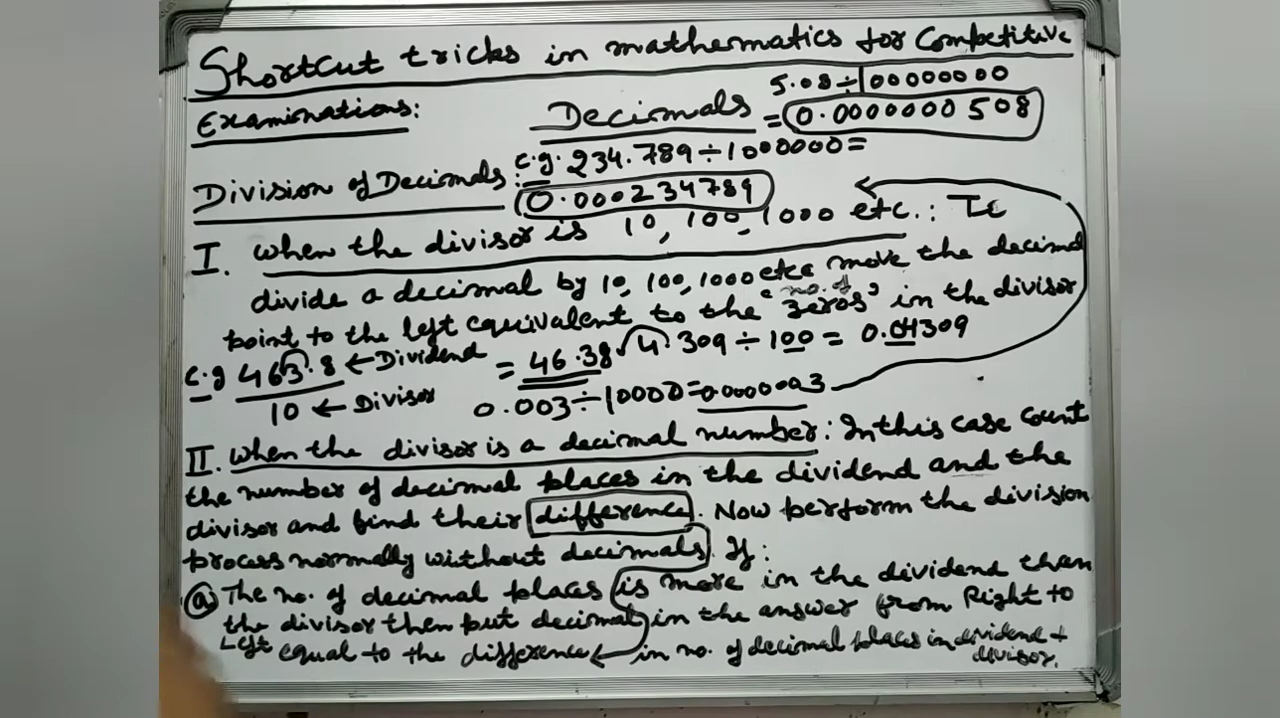 Shortcut tricks in mathematics for Competitive
Examinations:
Decimals
5.08÷100000000
= 0.0000000508
Division of Decimals:
e.g. 234.789÷1000000=
0.000234789
I. When the divisor is 10, 100, 1000 etc.: To
divide a decimal by 10, 100, 1000 etc. move the decimal
point to the left equivalent to the "no. of zeros" in the divisor
e.g 463.8 ← Dividend
10 ← Divisor
= 46.38
4.309 ÷ 100 = 0.04309
0.003÷10000=0.0000003
II. When the divisor is a decimal number: In this case count
the number of decimal places in the dividend and the
divisor and find their difference. Now perform the division
process normally without decimals. If:
(a) The no. of decimal places is more in the dividend than
the divisor then put decimal in the answer from Right to
Left equal to the difference ← in no. of decimal places in dividend +
divisor.